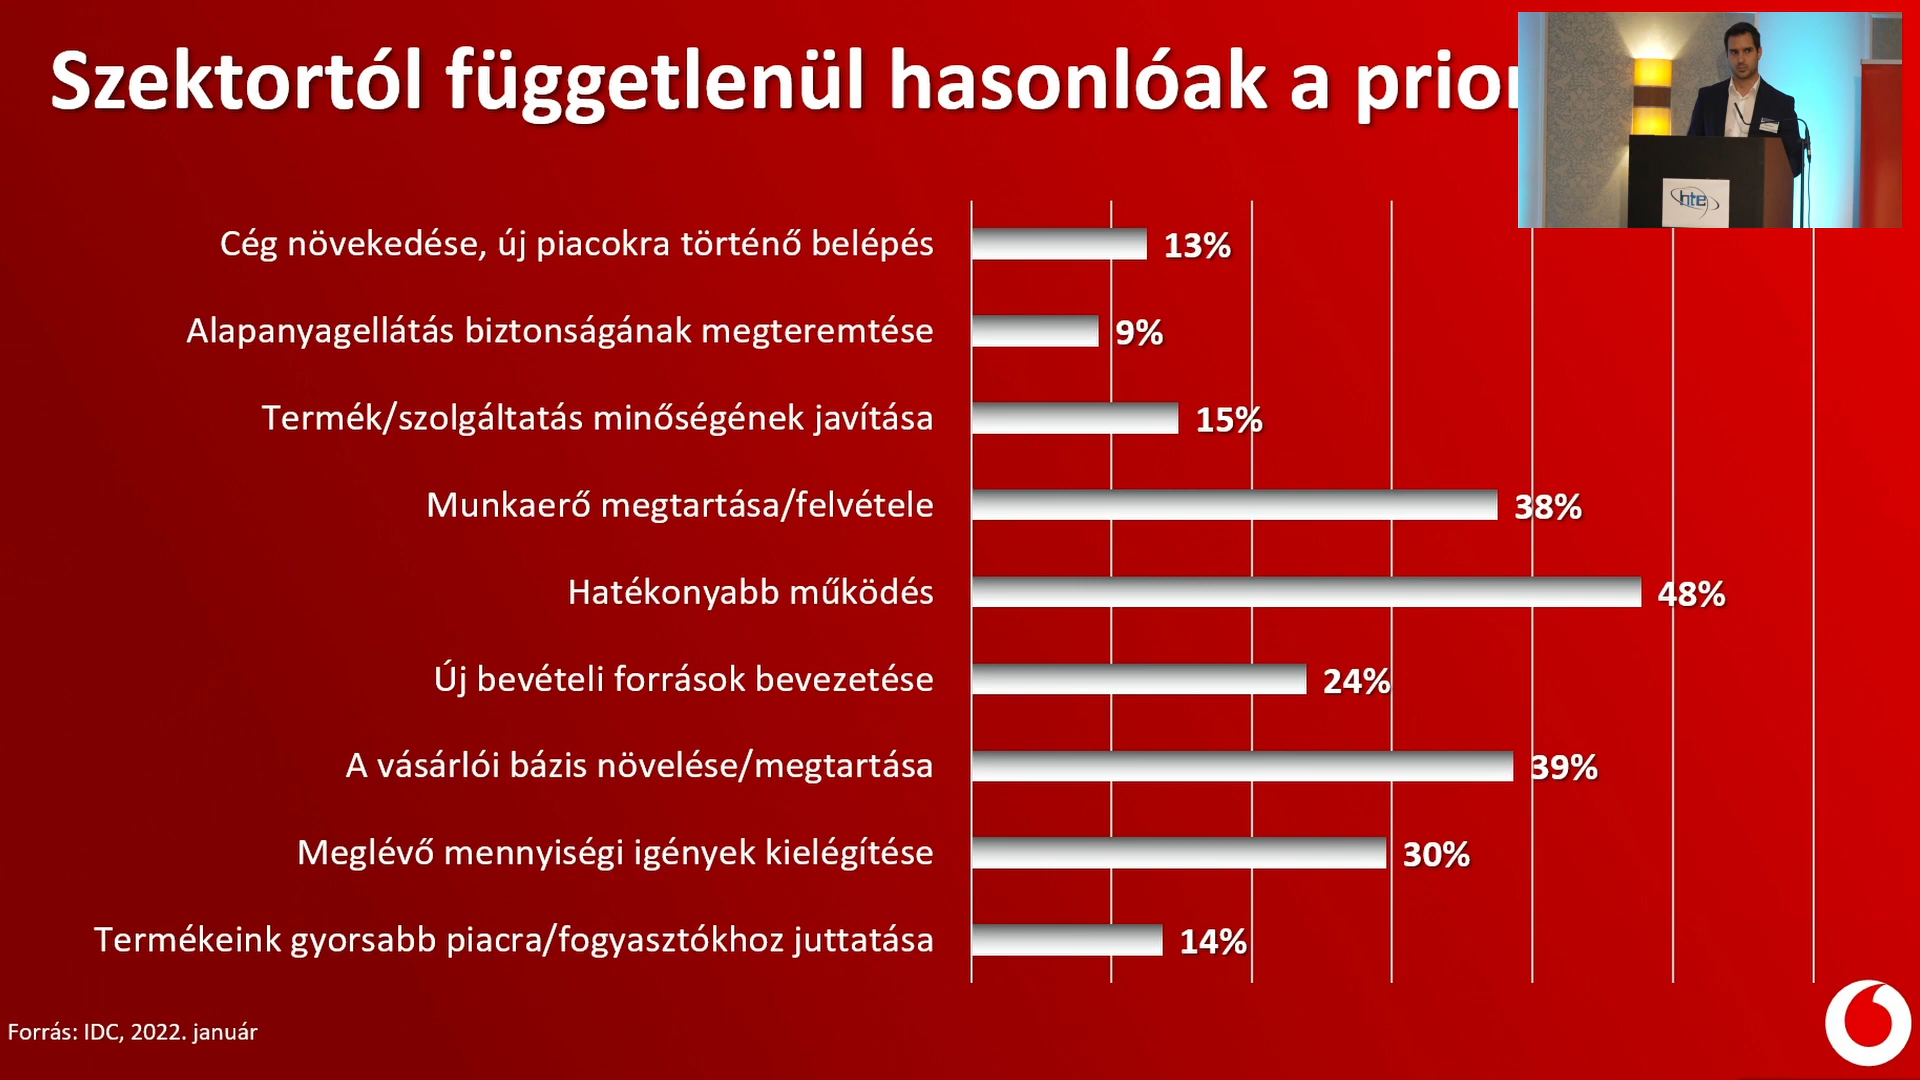 Szektortól függetlenül hasonlóak a
hte
Cég növekedése, új piacokra történő belépés 13%
Alapanyagellátás biztonságának megteremtése 9%
Termék/szolgáltatás minőségének javítása 15%
Munkaerő megtartása/felvétele 38%
Hatékonyabb működés 48%
Új bevételi források bevezetése 24%
A vásárlói bázis növelése/megtartása 39%
Meglévő mennyiségi igények kielégítése 30%
Termékeink gyorsabb piacra/fogyasztókhoz juttatása 14%
Forrás: IDC, 2022. január